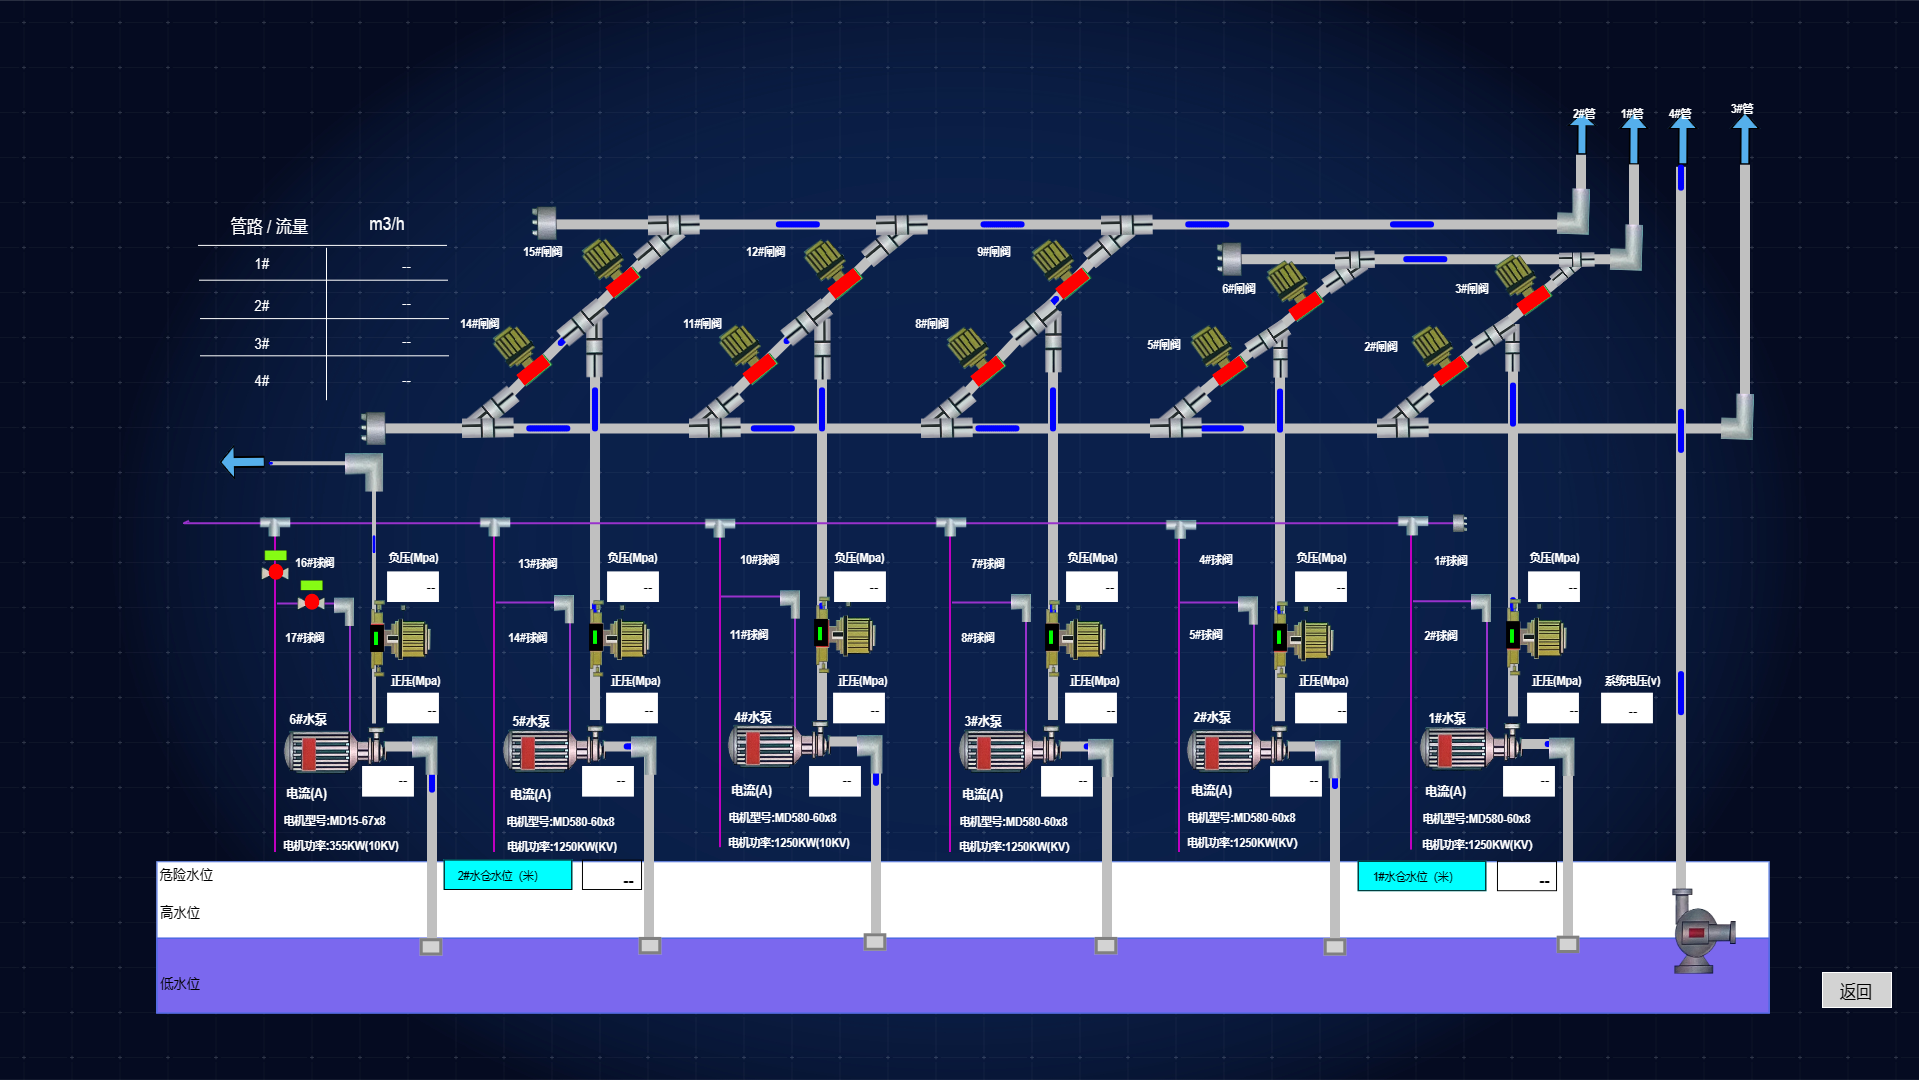 2#管
1#管
4#管
3#管
管路 / 流量
m3/h
1#
--
2#
--
3#
--
4#
--
15#闸阀
12#闸阀
9#闸阀
6#闸阀
3#闸阀
14#闸阀
11#闸阀
8#闸阀
5#闸阀
2#闸阀
16#球阀
负压(Mpa)
--
17#球阀
正压(Mpa)
--
6#水泵
--
电流(A)
电机型号:MD15-67x8
电机功率:355KW(10KV)
13#球阀
负压(Mpa)
--
14#球阀
正压(Mpa)
--
5#水泵
--
电流(A)
电机型号:MD580-60x8
电机功率:1250KW(KV)
10#球阀
负压(Mpa)
--
11#球阀
正压(Mpa)
--
4#水泵
--
电流(A)
电机型号:MD580-60x8
电机功率:1250KW(10KV)
7#球阀
负压(Mpa)
--
8#球阀
正压(Mpa)
--
3#水泵
--
电流(A)
电机型号:MD580-60x8
电机功率:1250KW(KV)
4#球阀
负压(Mpa)
--
5#球阀
正压(Mpa)
--
2#水泵
--
电流(A)
电机型号:MD580-60x8
电机功率:1250KW(KV)
1#球阀
负压(Mpa)
--
2#球阀
正压(Mpa)
--
1#水泵
--
电流(A)
电机型号:MD580-60x8
电机功率:1250KW(KV)
系统电压(v)
--
危险水位
2#水仓水位（米）
--
1#水仓水位（米）
--
高水位
低水位
返回